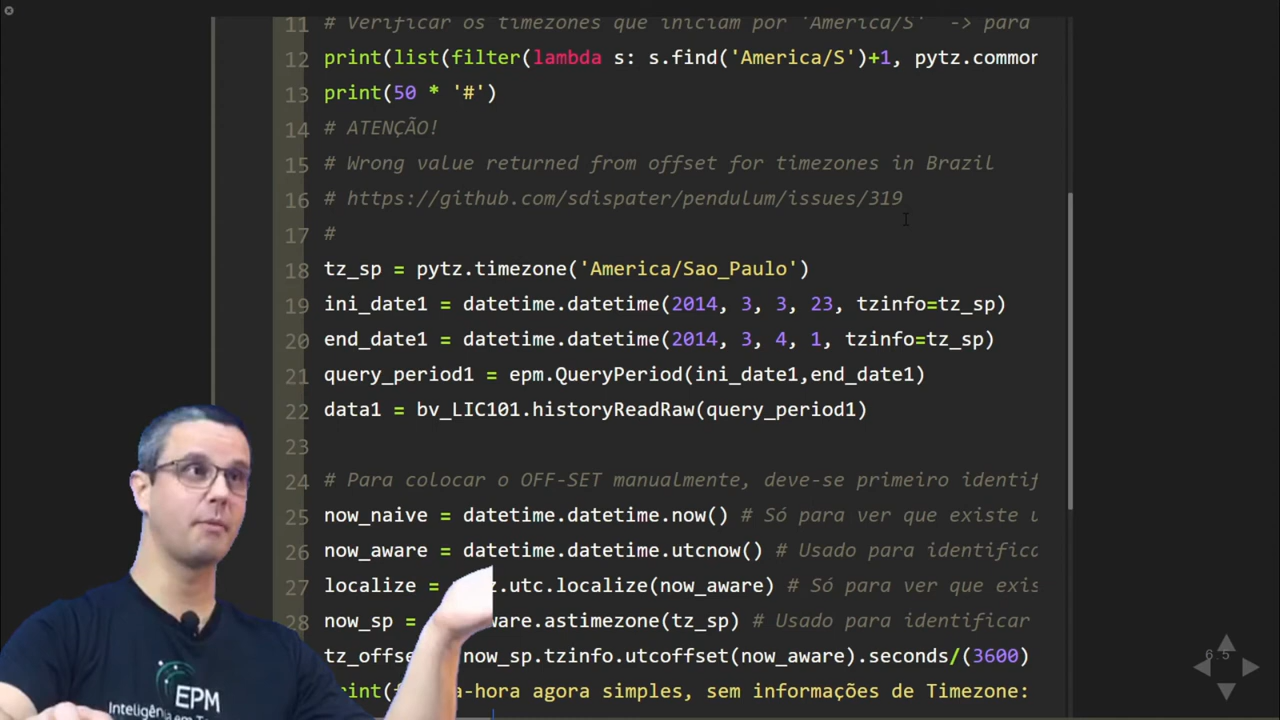 11 # Verificar os timezones que iniciam por 'America/S' -> para
12 print(list(filter(lambda s: s.find('America/S')+1, pytz.common
13 print(50 * '#')
14 # ATENÇÃO!
15 # Wrong value returned from offset for timezones in Brazil
16 # https://github.com/sdispater/pendulum/issues/319
17 #
18 tz_sp = pytz.timezone('America/Sao_Paulo')
19 ini_date1 = datetime.datetime(2014, 3, 3, 23, tzinfo=tz_sp)
20 end_date1 = datetime.datetime(2014, 3, 4, 1, tzinfo=tz_sp)
21 query_period1 = epm.QueryPeriod(ini_date1,end_date1)
22 data1 = bv_LIC101.historyReadRaw(query_period1)
23
24 # Para colocar o OFF-SET manualmente, deve-se primeiro identif
25 now_naive = datetime.datetime.now() # Só para ver que existe u
26 now_aware = datetime.datetime.utcnow() # Usado para identifica
27 localize = z.utc.localize(now_aware) # Só para ver que exis
28 now_sp = ware.astimezone(tz_sp) # Usado para identificar
tz_offse now_sp.tzinfo.utcoffset(now_aware).seconds/(3600)
print( a-hora agora simples, sem informações de Timezone:
6.5
EPM
Inteligência em